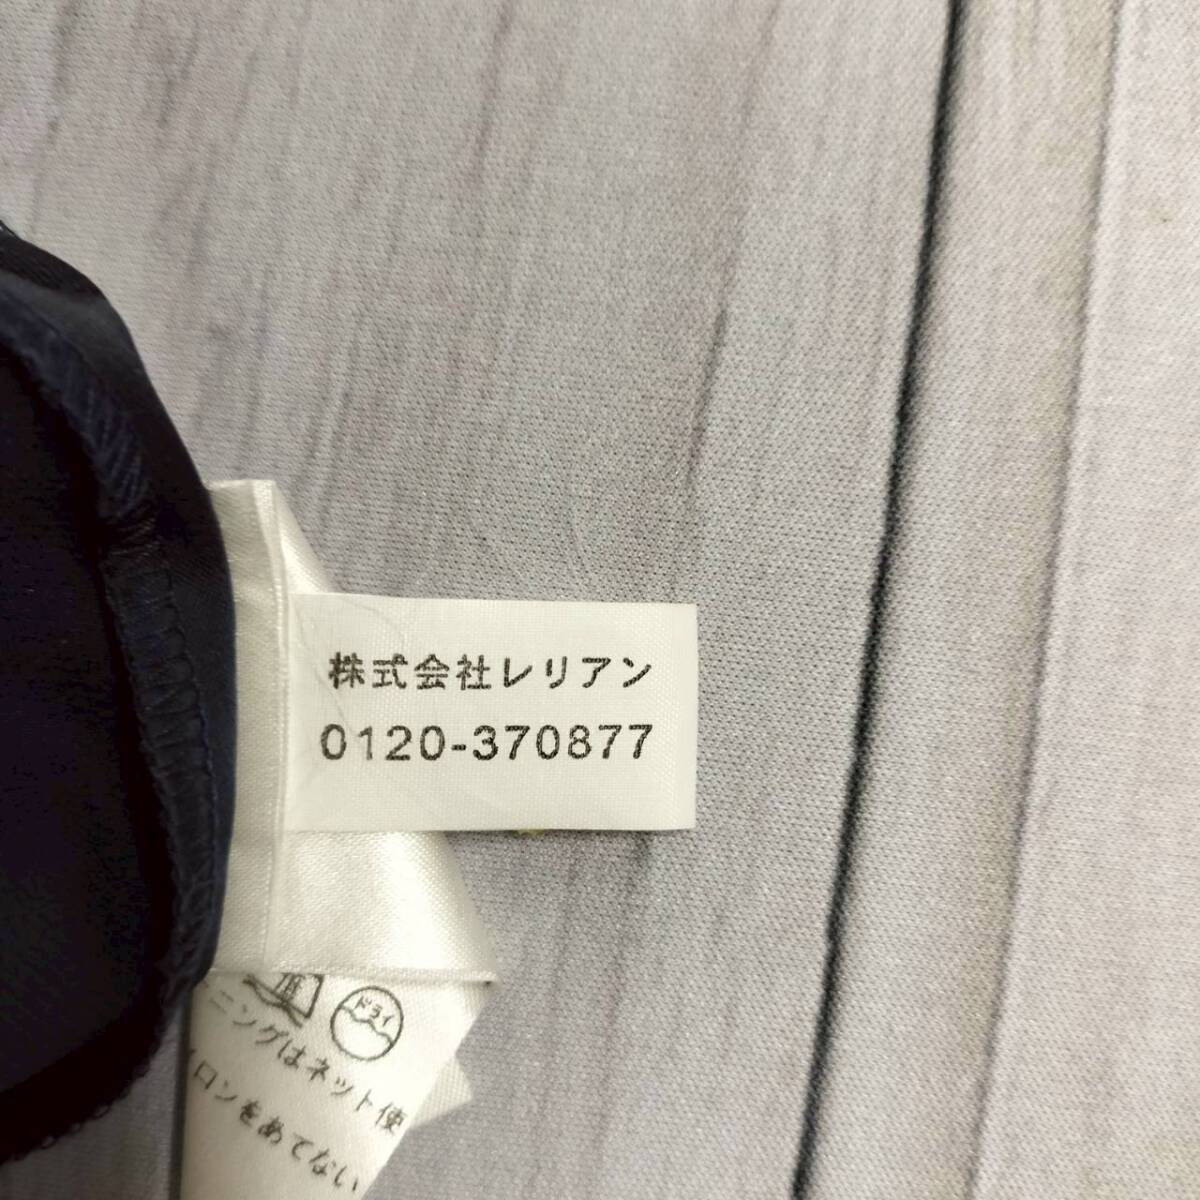 株式会社レリアン
0120-370877
ドライ
ニングはネット使
ロンをあてない